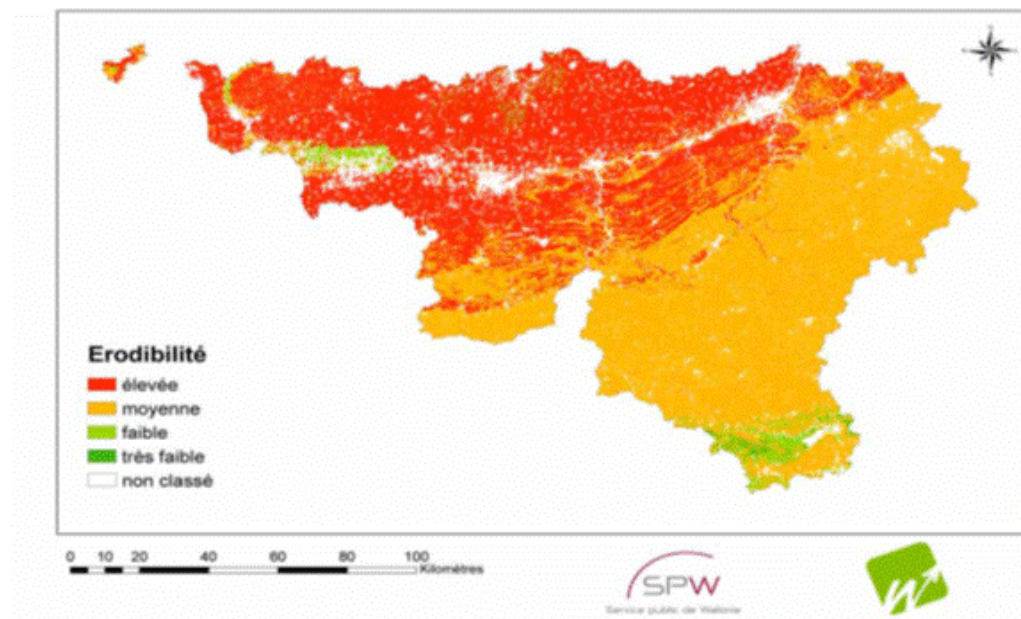 Erodibilité
élevée
moyenne
faible
très faible
non classé
0 10 20 40 60 80 100
Kilomètres
SPW
Service public de Wallonie